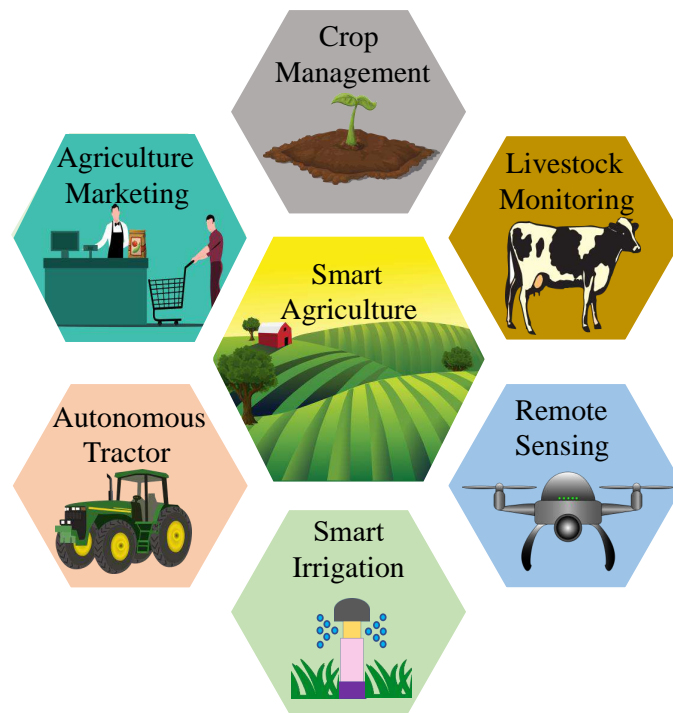 Crop
Management
Agriculture
Marketing
Livestock
Monitoring
Smart
Agriculture
Autonomous
Tractor
Remote
Sensing
Smart
Irrigation